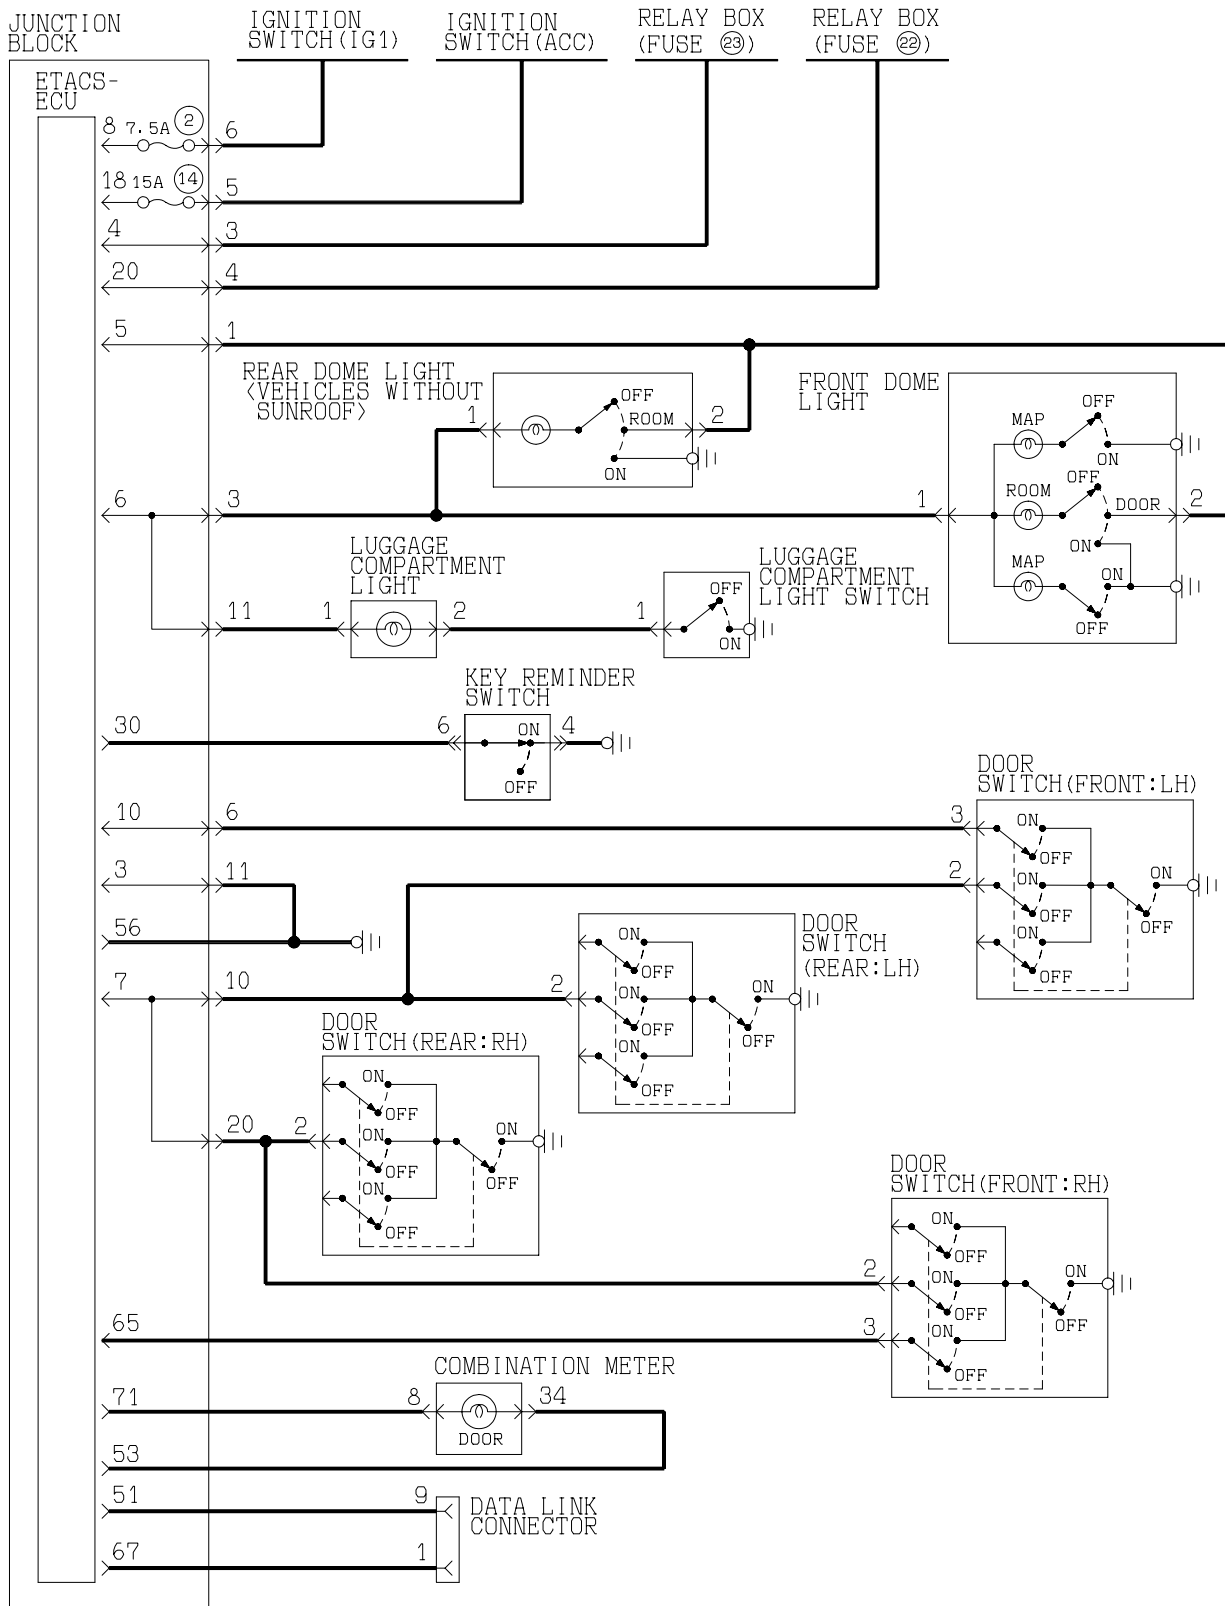 JUNCTION
BLOCK
IGNITION
SWITCH(IG1)
IGNITION
SWITCH(ACC)
RELAY BOX
(FUSE 23)
RELAY BOX
(FUSE 22)
ETACS-
ECU
8 7.5A 2 6
18 15A 14 5
4 3
20 4
5 1
REAR DOME LIGHT
<VEHICLES WITHOUT
SUNROOF>
1 OFF ROOM 2
ON
FRONT DOME
LIGHT
MAP OFF
ON
6 3 1 ROOM OFF DOOR 2
ON
MAP ON
OFF
LUGGAGE
COMPARTMENT
LIGHT
LUGGAGE
COMPARTMENT
LIGHT SWITCH
11 1 2 1 OFF
ON
KEY REMINDER
SWITCH
30 6 ON 4
OFF
DOOR
SWITCH(FRONT:LH)
10 6 3 ON
OFF
3 11 2 ON ON
OFF OFF
ON
OFF
56
DOOR
SWITCH
(REAR:LH)
ON
OFF
7 10 2 ON ON
OFF OFF
ON
OFF
DOOR
SWITCH(REAR:RH)
ON
OFF
20 2 ON ON
OFF OFF
ON
OFF
DOOR
SWITCH(FRONT:RH)
ON
OFF
2 ON ON
OFF OFF
65 3 ON
OFF
COMBINATION METER
71 8 34
DOOR
53
51 9
DATA LINK
CONNECTOR
67 1